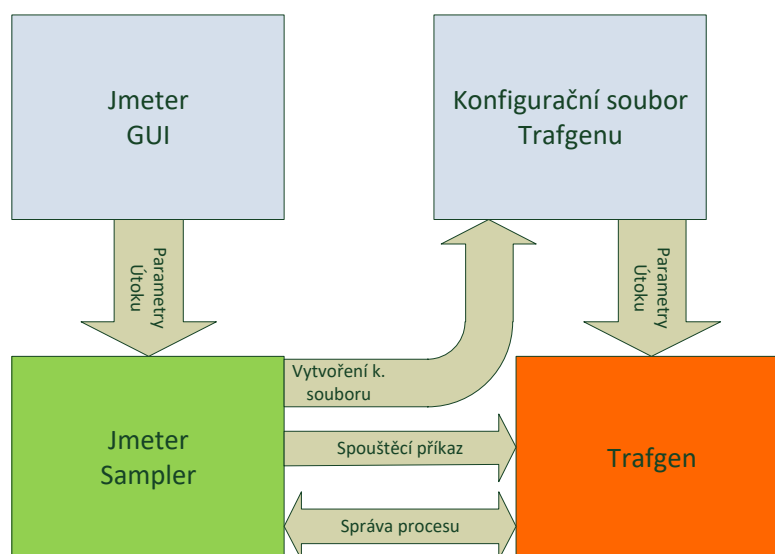 Jmeter
GUI
Konfigurační soubor
Trafgenu
Parametry
Útoku
Parametry
Útoku
Vytvoření k.
souboru
Jmeter
Sampler
Spouštěcí příkaz
Trafgen
Správa procesu